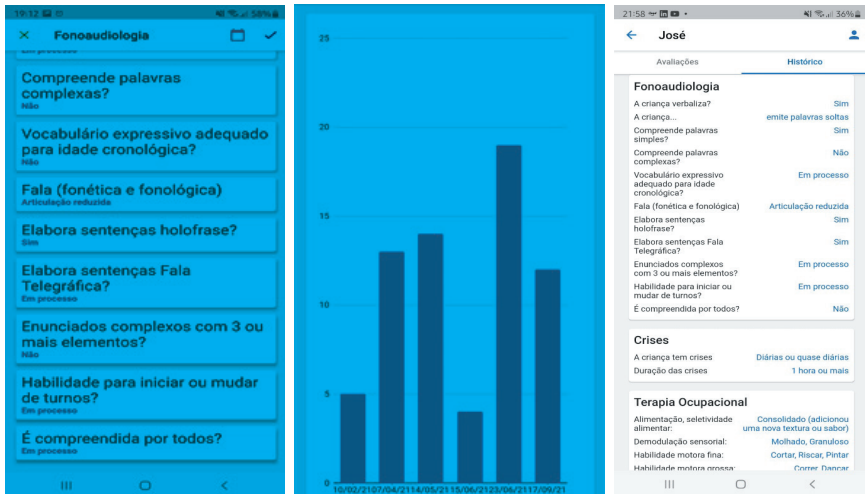 19:12 58%
Fonoaudiologia
Em processo
Compreende palavras
complexas?
Não
Vocabulário expressivo adequado
para idade cronológica?
Não
Fala (fonética e fonológica)
Articulação reduzida
Elabora sentenças holofrase?
Sim
Elabora sentenças Fala
Telegráfica?
Em processo
Enunciados complexos com 3 ou
mais elementos?
Não
Habilidade para iniciar ou mudar
de turnos?
Em processo
É compreendida por todos?
Em processo
25
20
15
10
5
0
10/02/21 07/04/21 14/05/21 15/06/21 23/06/21 17/09/21
21:58 36%
José
Avaliações Histórico
Fonoaudiologia
A criança verbaliza? Sim
A criança... emite palavras soltas
Compreende palavras Sim
simples?
Compreende palavras Não
complexas?
Vocabulário expressivo Em processo
adequado para idade
cronológica?
Fala (fonética e fonológica) Articulação reduzida
Elabora sentenças Sim
holofrase?
Elabora sentenças Fala Sim
Telegráfica?
Enunciados complexos Em processo
com 3 ou mais elementos?
Habilidade para iniciar ou Em processo
mudar de turnos?
É compreendida por todos? Não
Crises
A criança tem crises Diárias ou quase diárias
Duração das crises 1 hora ou mais
Terapia Ocupacional
Alimentação, seletividade Consolidado (adicionou
alimentar: uma nova textura ou sabor)
Demodulação sensorial: Molhado, Granuloso
Habilidade motora fina: Cortar, Riscar, Pintar
Habilidade motora grossa: Correr, Dançar